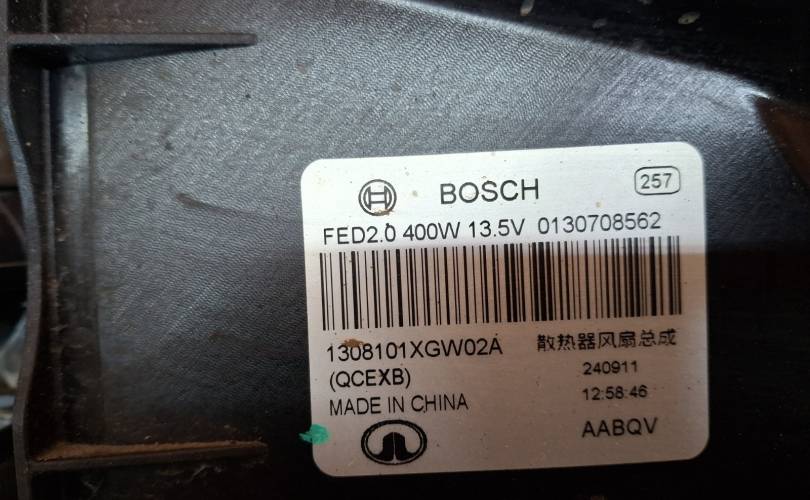 BOSCH
257
FED2.0 400W 13.5V 0130708562
1308101XGW02A
散热器风扇总成
(QCEXB)
240911
MADE IN CHINA
12:58:46
AABQV